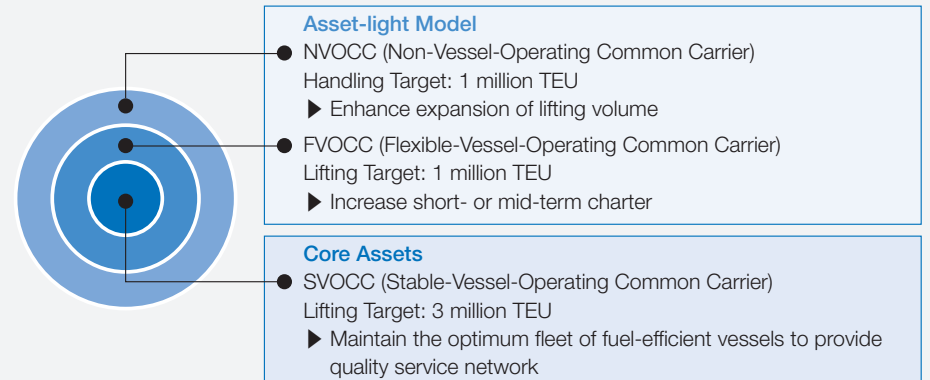 Asset-light Model
NVOCC (Non-Vessel-Operating Common Carrier)
Handling Target: 1 million TEU
▶ Enhance expansion of lifting volume
FVOCC (Flexible-Vessel-Operating Common Carrier)
Lifting Target: 1 million TEU
▶ Increase short- or mid-term charter
Core Assets
SVOCC (Stable-Vessel-Operating Common Carrier)
Lifting Target: 3 million TEU
▶ Maintain the optimum fleet of fuel-efficient vessels to provide
quality service network